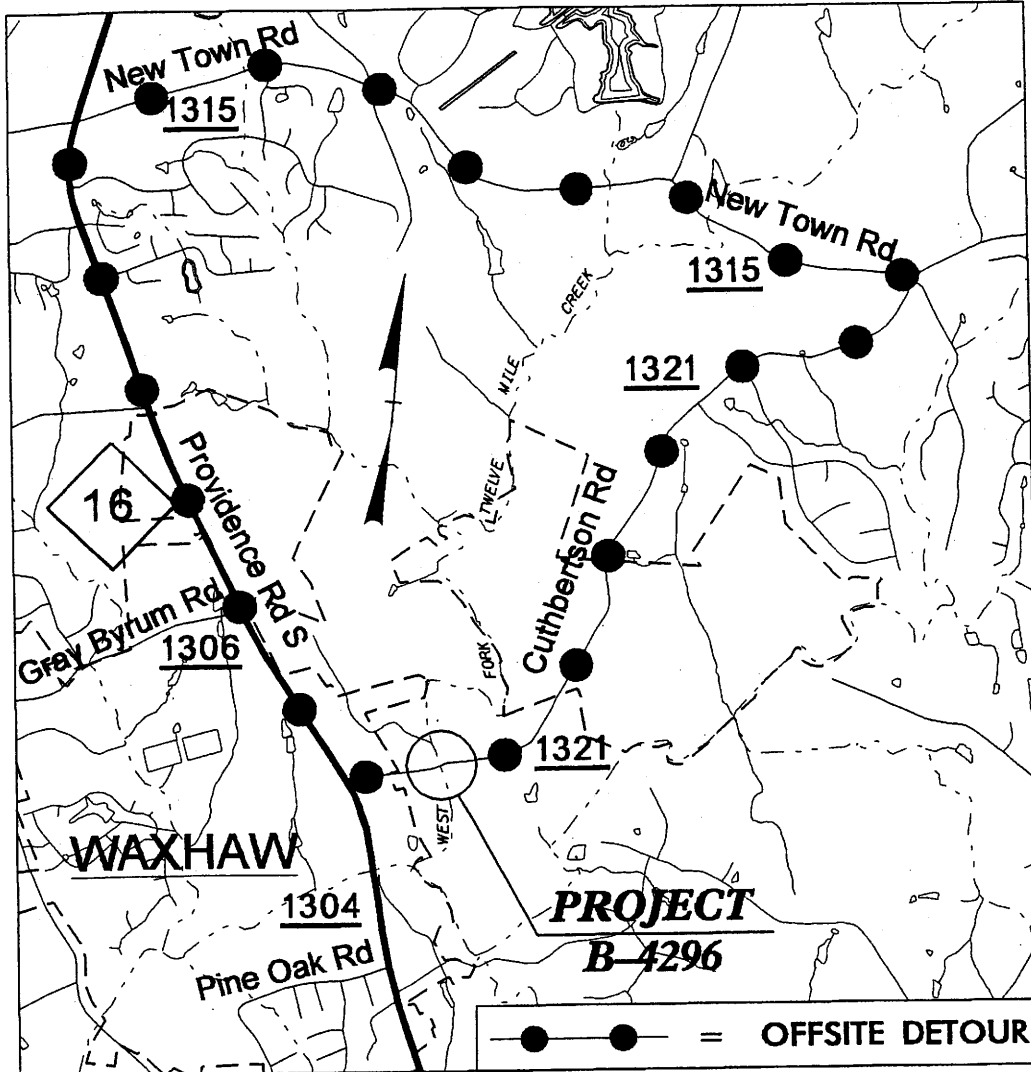 New Town Rd
1315
New Town Rd
1315
CREEK
MILE
1321
TWELVE
16
Providence Rd S
Cuthbertson Rd
Gray Byrum Rd
1306
FORK
1321
WEST
WAXHAW
1304
PROJECT
B-4296
Pine Oak Rd
= OFFSITE DETOUR